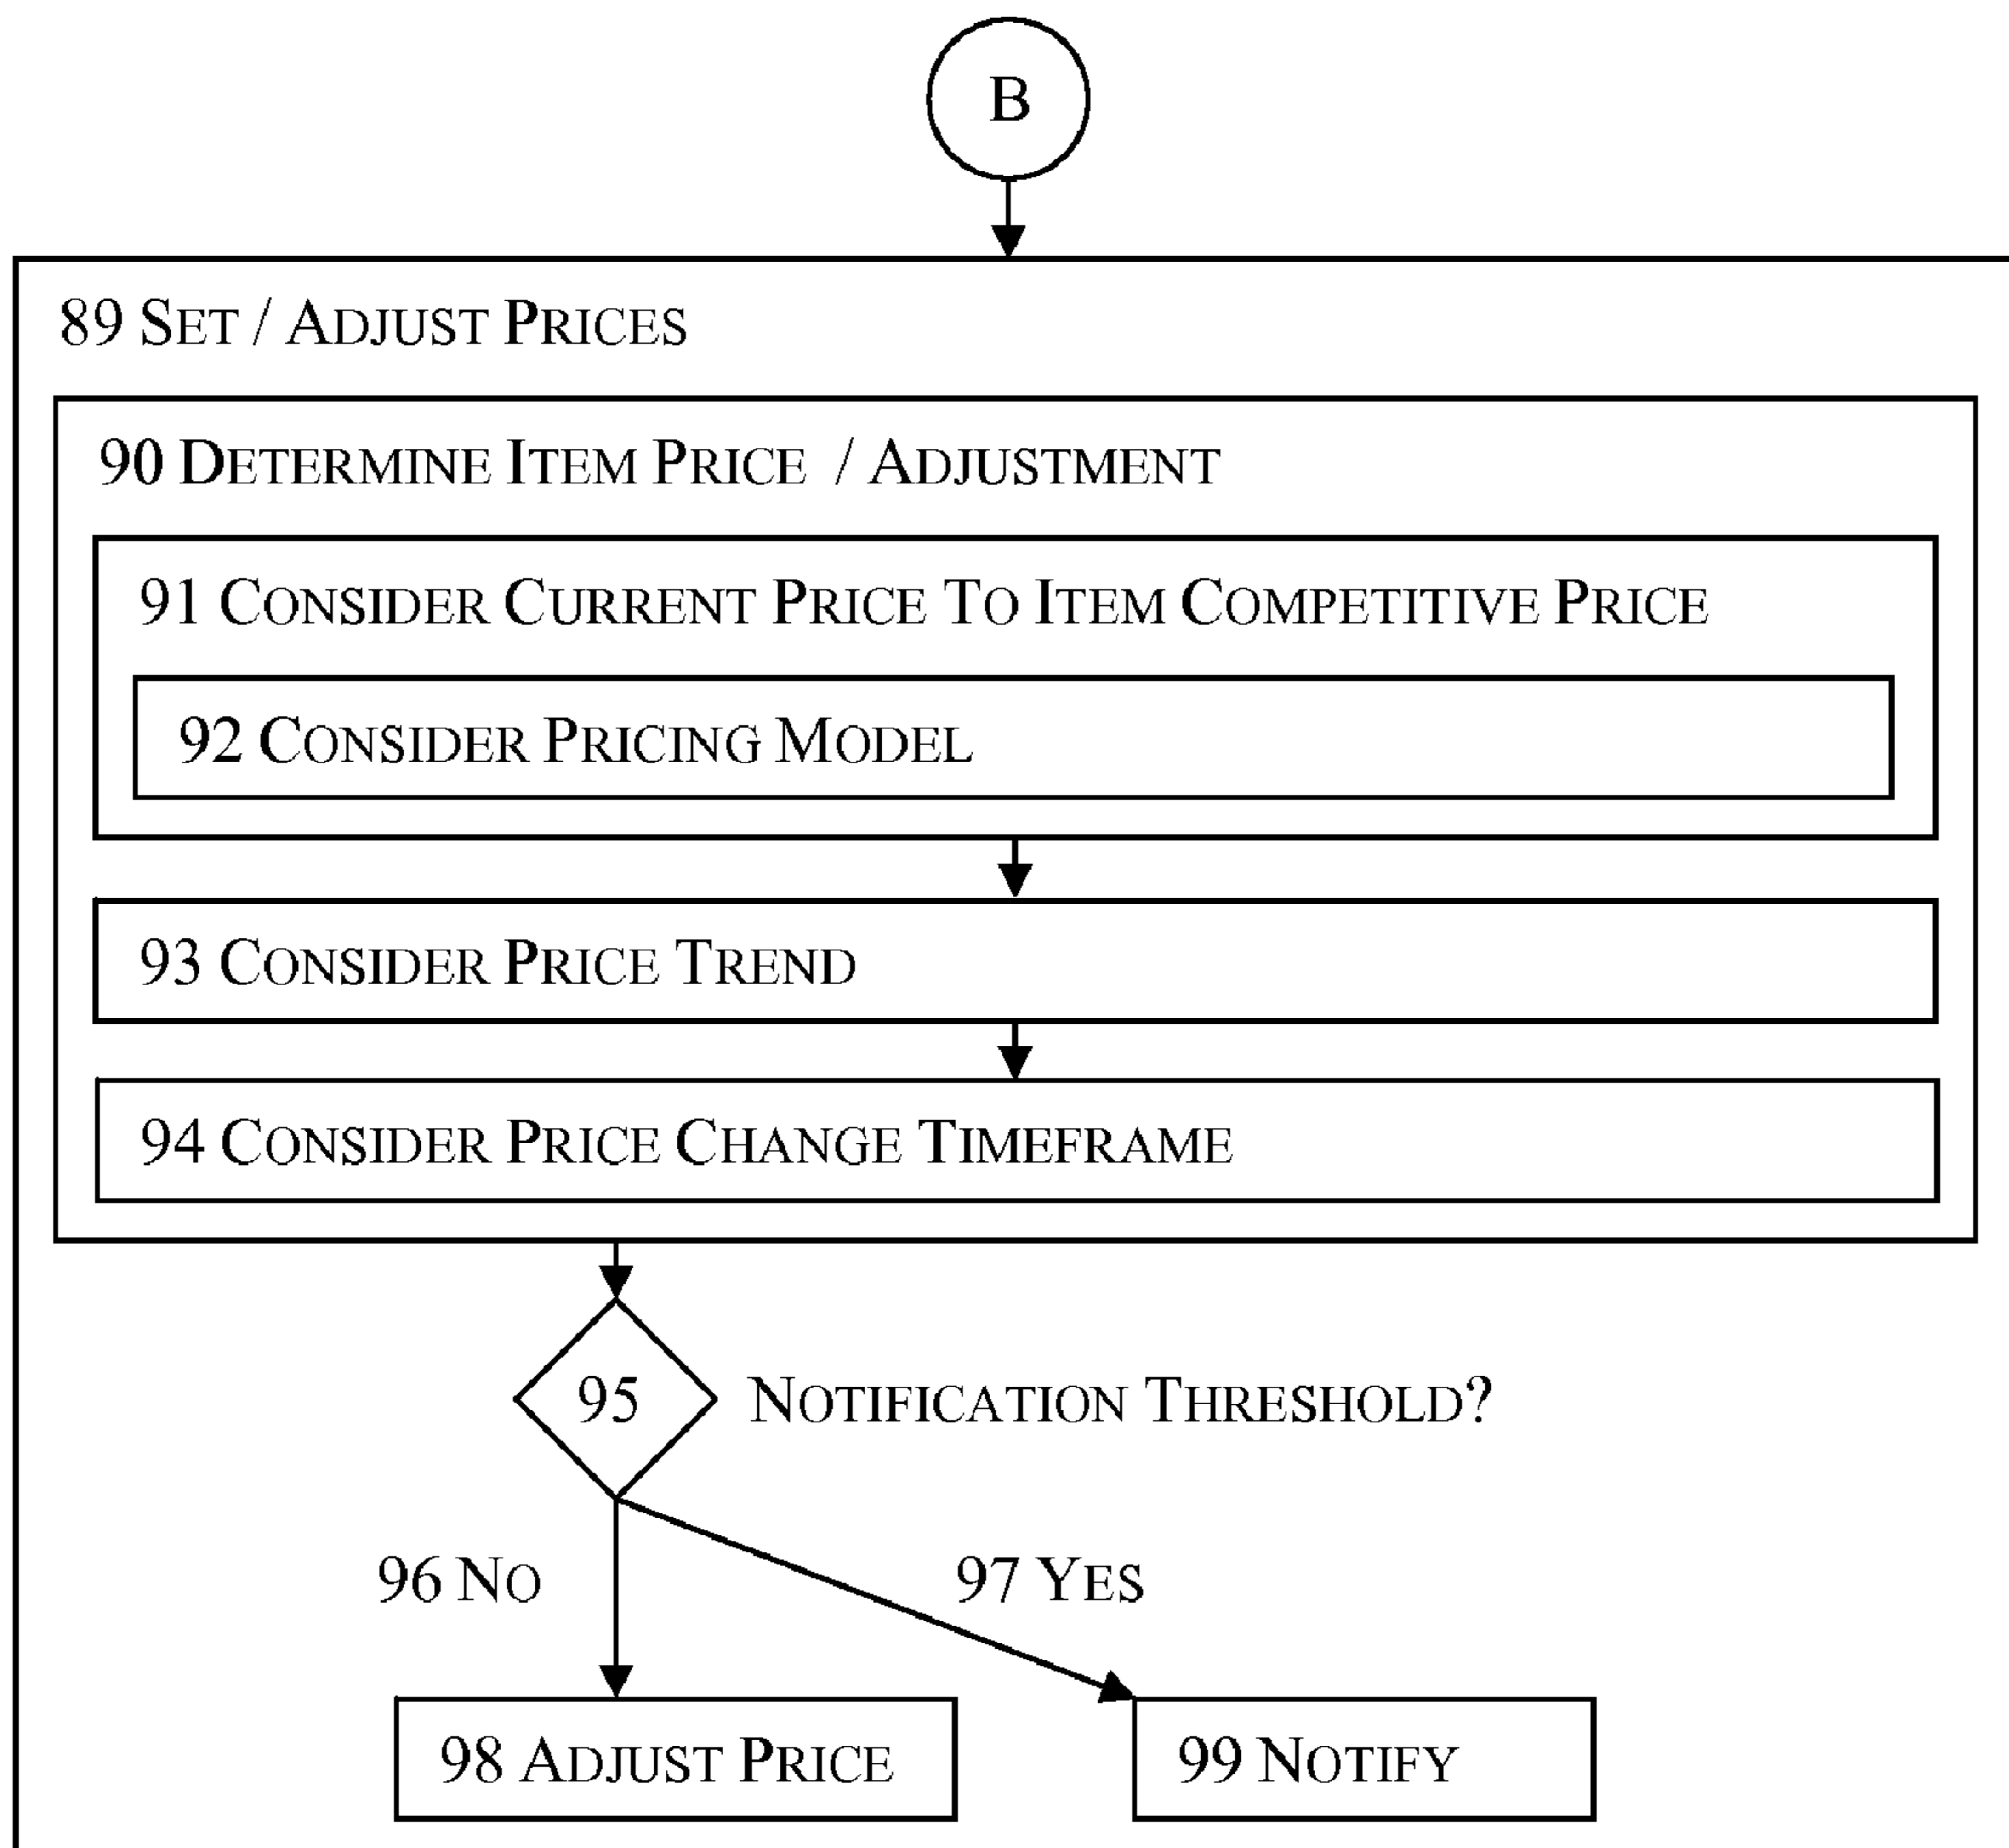 B
89 SET / ADJUST PRICES
90 DETERMINE ITEM PRICE / ADJUSTMENT
91 CONSIDER CURRENT PRICE TO ITEM COMPETITIVE PRICE
92 CONSIDER PRICING MODEL
93 CONSIDER PRICE TREND
94 CONSIDER PRICE CHANGE TIMEFRAME
95 NOTIFICATION THRESHOLD?
96 NO
97 YES
98 ADJUST PRICE
99 NOTIFY